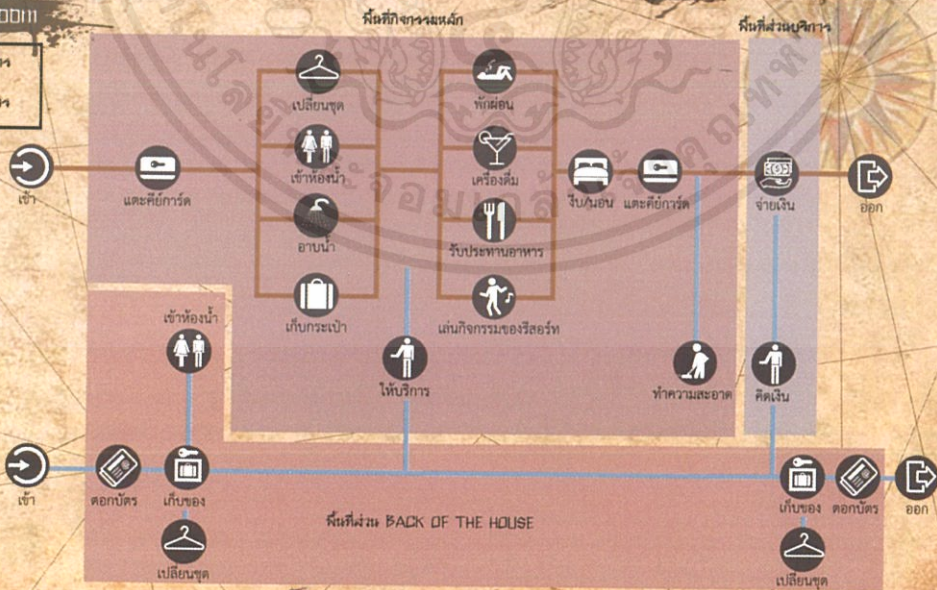 พื้นที่กิจกรรมหลัก
พื้นที่ส่วนบริการ
เปลี่ยนชุด
พักผ่อน
เข้าห้องน้ำ
เครื่องดื่ม
เข้า
แตะคีย์การ์ด
งีบ/นอน
แตะคีย์การ์ด
จ่ายเงิน
ออก
อาบน้ำ
รับประทานอาหาร
เก็บกระเป๋า
เล่นกิจกรรมของรีสอร์ท
เข้าห้องน้ำ
ให้บริการ
ทำความสะอาด
คิดเงิน
เข้า
ตอกบัตร
เก็บของ
เก็บของ
ตอกบัตร
ออก
พื้นที่ส่วน BACK OF THE HOUSE
เปลี่ยนชุด
เปลี่ยนชุด